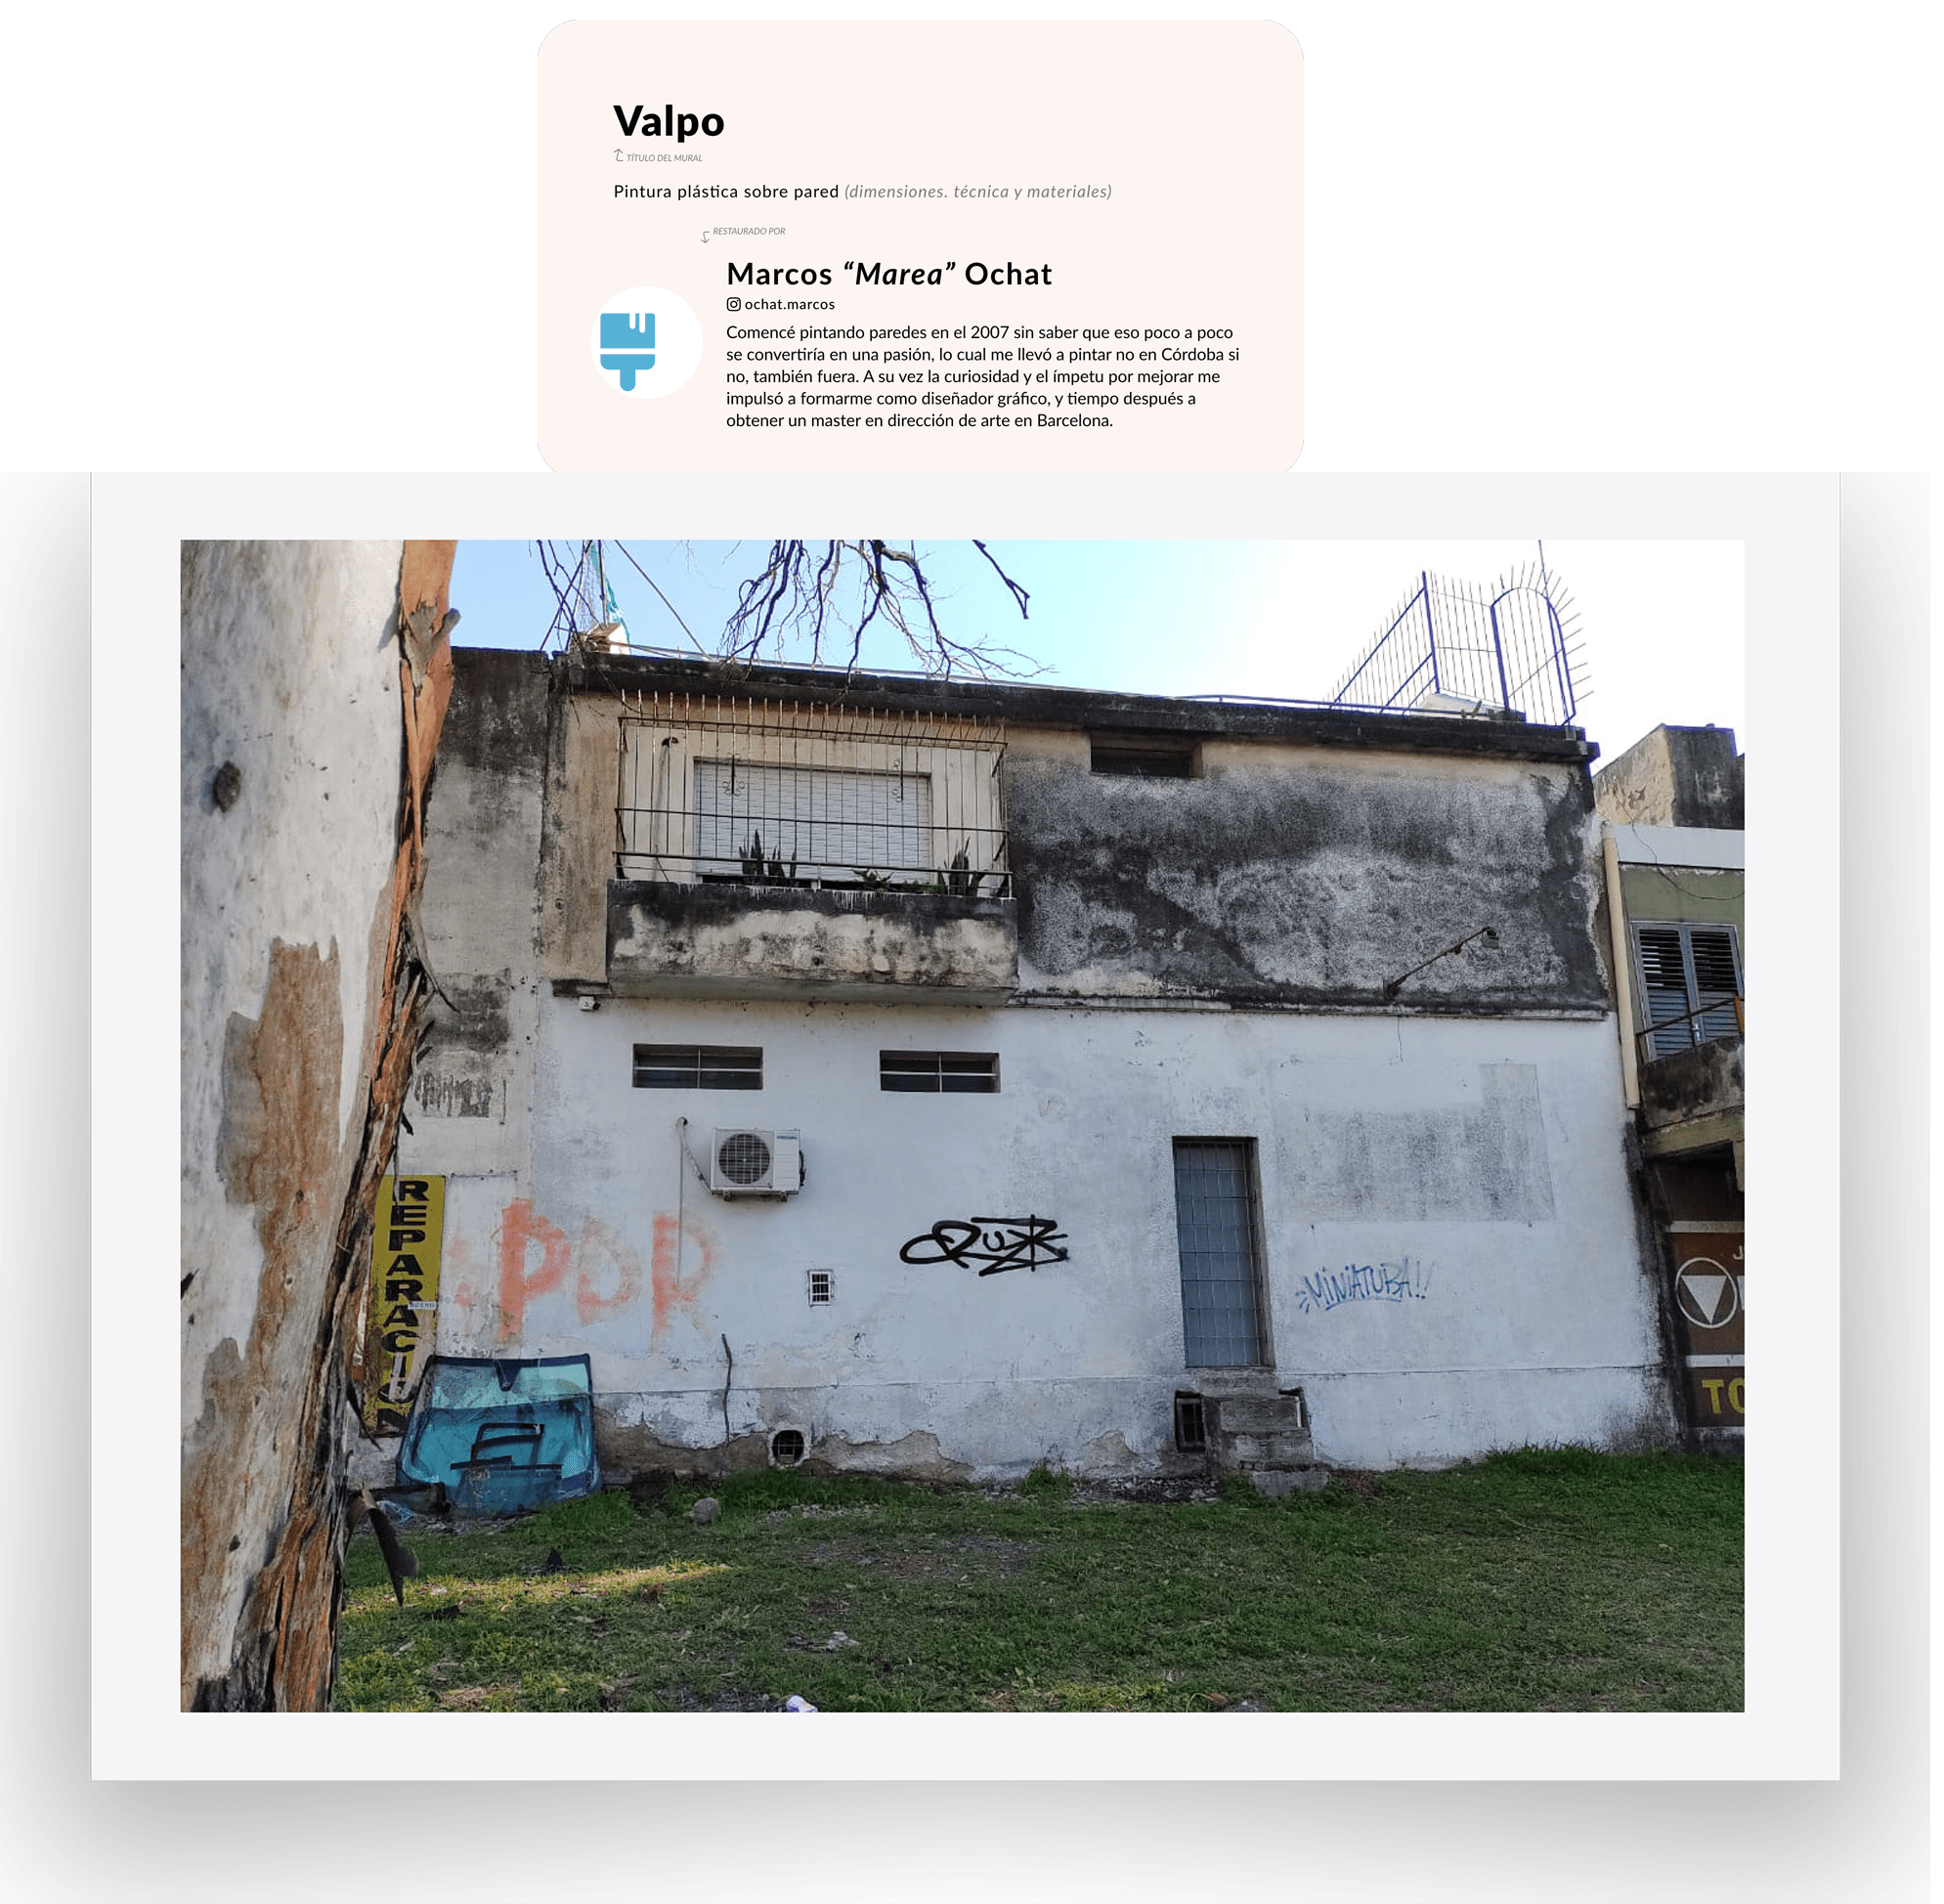 Valpo
TÍTULO DEL MURAL
Pintura plástica sobre pared (dimensiones. técnica y materiales)
RESTAURADO POR
Marcos “Marea” Ochat
ochat.marcos
Comencé pintando paredes en el 2007 sin saber que eso poco a poco
se convertiría en una pasión, lo cual me llevó a pintar no en Córdoba si
no, también fuera. A su vez la curiosidad y el ímpetu por mejorar me
impulsó a formarme como diseñador gráfico, y tiempo después a
obtener un master en dirección de arte en Barcelona.
REPARACION
POR
MINIATUBA!!
TO